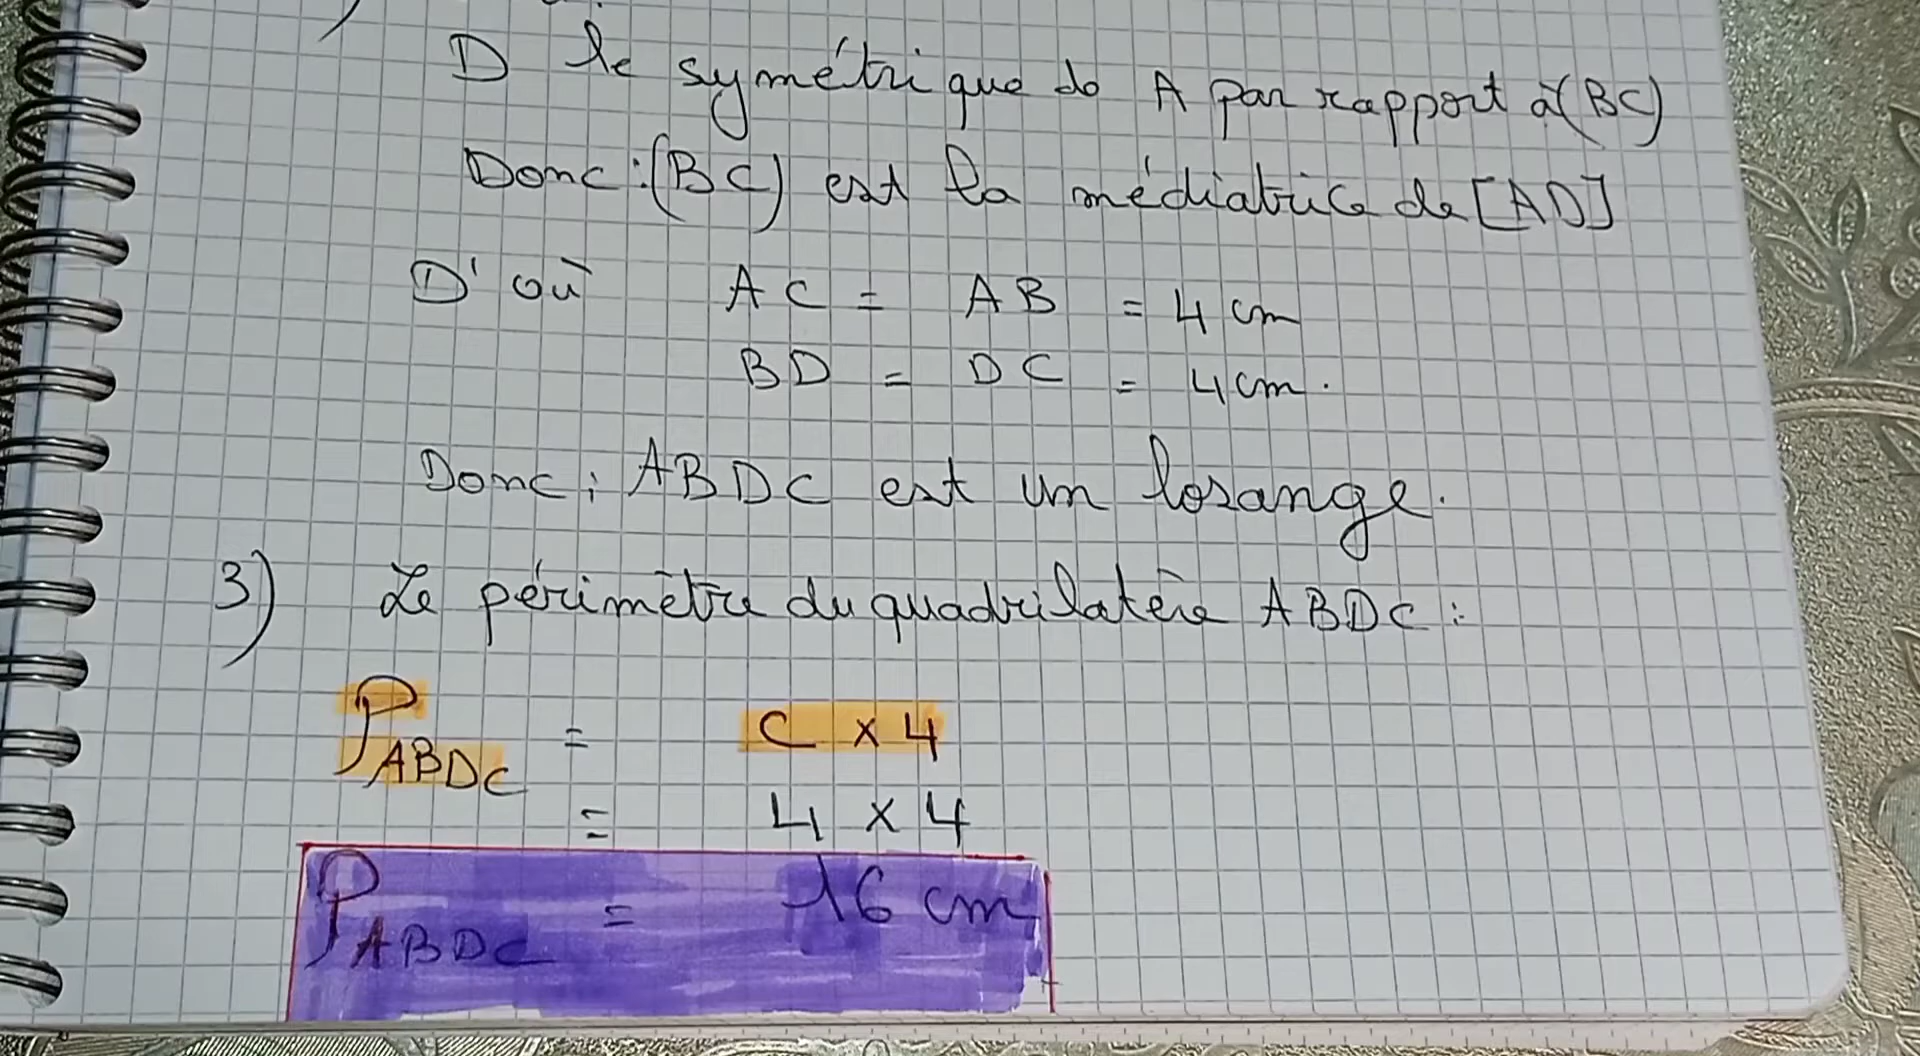 D le symétrique de A par rapport à (BC)
Donc : (BC) est la médiatrice de [AD]
D'où AC = AB = 4 cm
BD = DC = 4 cm.
Donc : ABDC est un losange.
3) Le périmètre du quadrilatère ABDC :
P ABDC = C × 4
= 4 × 4
P ABDC = 16 cm